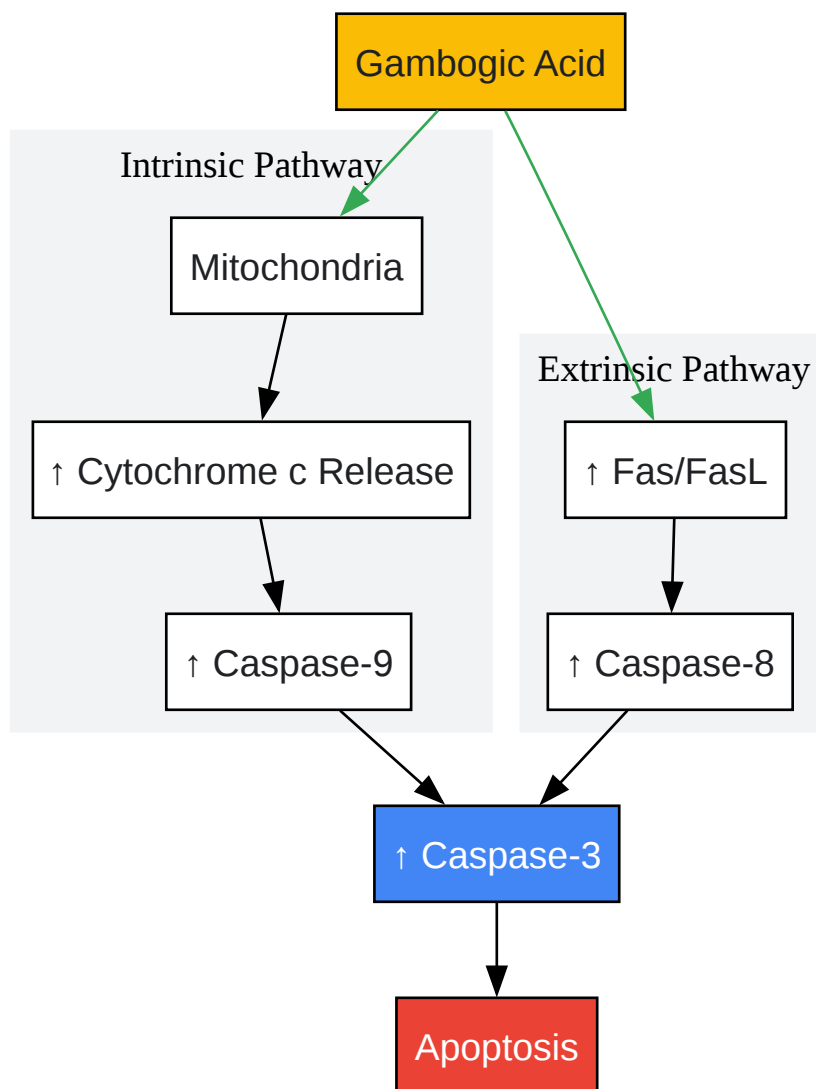 Gambogic Acid
Intrinsic Pathway
Mitochondria
Extrinsic Pathway
↑ Cytochrome c Release
↑ Fas/FasL
↑ Caspase-9
↑ Caspase-8
↑ Caspase-3
Apoptosis